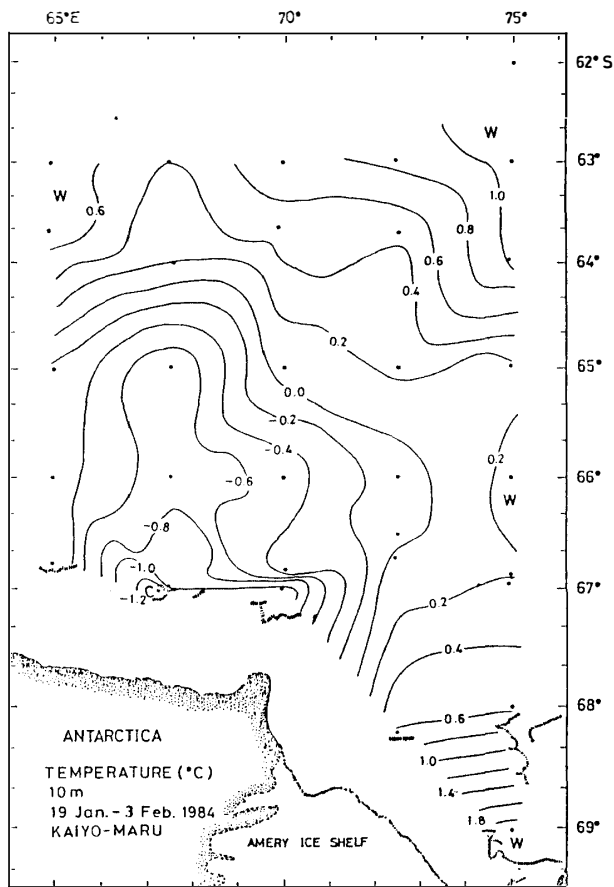 65°E 70° 75°
62°S
W
63°
W
1.0
0.6
0.8
0.6
64°
0.4
0.2
65°
0.0
-0.2
-0.4
0.2
-0.6
66°
W
-0.8
-1.0
67°
C
-1.2
0.2
0.4
68°
0.6
ANTARCTICA
1.0
TEMPERATURE (°C)
10 m
1.4
19 Jan. - 3 Feb. 1984
1.8
KAIYO-MARU
69°
AMERY ICE SHELF
W